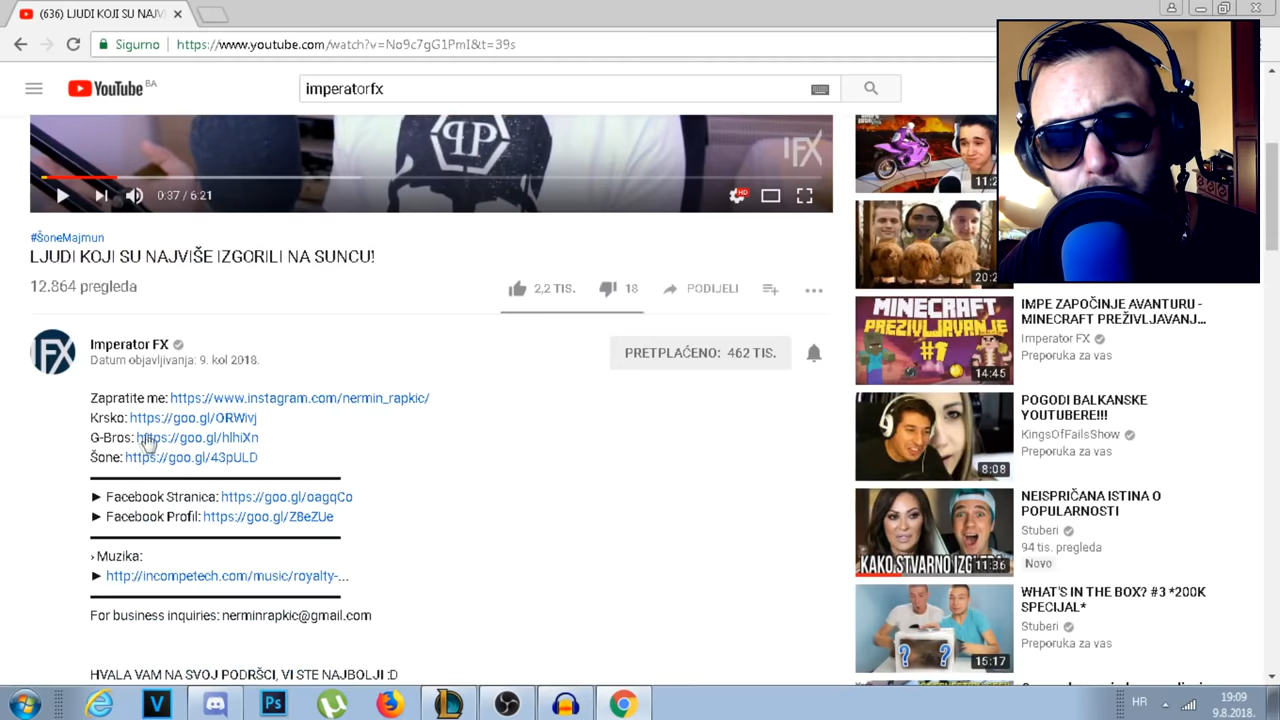 (636) LJUDI KOJI SU NAJVI
Sigurno
https://www.youtube.com/watch?v=No9c7gG1PmI&t=39s
YouTube BA
imperatorfx
FX
0:37 / 6:21
HD
#ŠoneMajmun
LJUDI KOJI SU NAJVIŠE IZGORILI NA SUNCU!
12.864 pregleda
2,2 TIS.
18
PODIJELI
FX
Imperator FX
Datum objavljivanja: 9. kol 2018.
PRETPLAĆENO: 462 TIS.
Zapratite me: https://www.instagram.com/nermin_rapkic/
Krsko: https://goo.gl/ORWivj
G-Bros: https://goo.gl/hlhiXn
Šone: https://goo.gl/43pULD
► Facebook Stranica: https://goo.gl/oagqCo
► Facebook Profil: https://goo.gl/Z8eZUe
› Muzika:
► http://incompetech.com/music/royalty-...
For business inquiries: nerminrapkic@gmail.com
HVALA VAM NA SVOJ PODRŠCI, VI STE NAJBOLJI :D
11:2
20:2
MINECRAFT
PREŽIVLJAVANJE
#1
14:45
IMPE ZAPOČINJE AVANTURU -
MINECRAFT PREŽIVLJAVANJ...
Imperator FX
Preporuka za vas
8:08
POGODI BALKANSKE
YOUTUBERE!!!
KingsOfFailsShow
Preporuka za vas
KAKO STVARNO
11:36
NEISPRIČANA ISTINA O
POPULARNOSTI
Stuberi
94 tis. pregleda
Novo
? ?
15:17
WHAT'S IN THE BOX? #3 *200K
SPECIJAL*
Stuberi
Preporuka za vas
Ps
HR
19:09
9.8.2018.